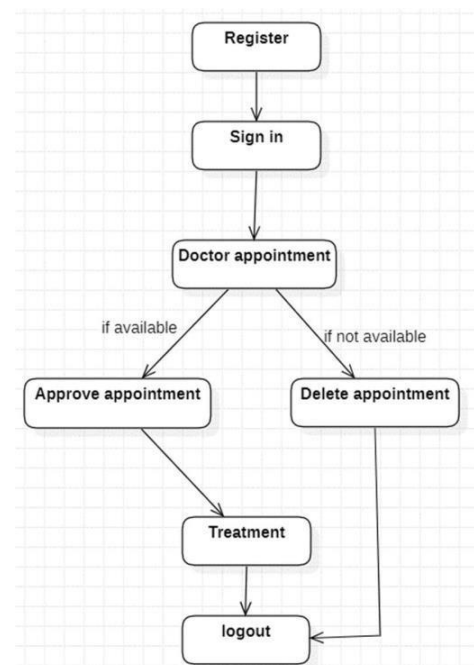 Register
Sign in
Doctor appointment
if available
if not available
Approve appointment
Delete appointment
Treatment
logout